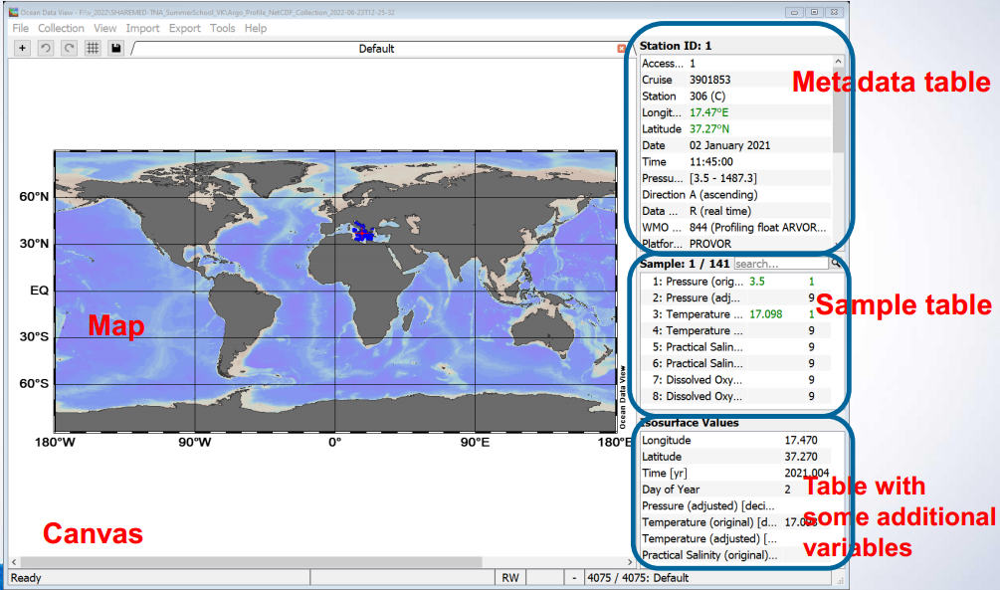 Ocean Data View - F:\v_2022\SHAREMED-TNA_SummerSchool_VK\Argo_Profile_NetCDF_Collection_2022-06-23T12-25-32
File Collection View Import Export Tools Help
Default
Station ID: 1
Access... 1
Cruise 3901853
Station 306 (C)
Longit... 17.47°E
Latitude 37.27°N
Date 02 January 2021
Time 11:45:00
Pressu... [3.5 - 1487.3]
Direction A (ascending)
Data ... R (real time)
WMO ... 844 (Profiling float ARVOR...
Platfor... PROVOR
Metadata table
Sample: 1 / 141 search...
1: Pressure (orig... 3.5 1
2: Pressure (adj... 9
3: Temperature ... 17.098 1
4: Temperature ... 9
5: Practical Salin... 9
6: Practical Salin... 9
7: Dissolved Oxy... 9
8: Dissolved Oxy... 9
Sample table
Isosurface Values
Longitude 17.470
Latitude 37.270
Time [yr] 2021.004
Day of Year 2
Pressure (adjusted) [deci...
Temperature (original) [d... 17.098
Temperature (adjusted) [...
Practical Salinity (original)...
Table with
some additional
variables
60°N
30°N
EQ
30°S
60°S
180°W 90°W 0° 90°E 180°E
Ocean Data View
Map
Canvas
Ready RW - 4075 / 4075: Default